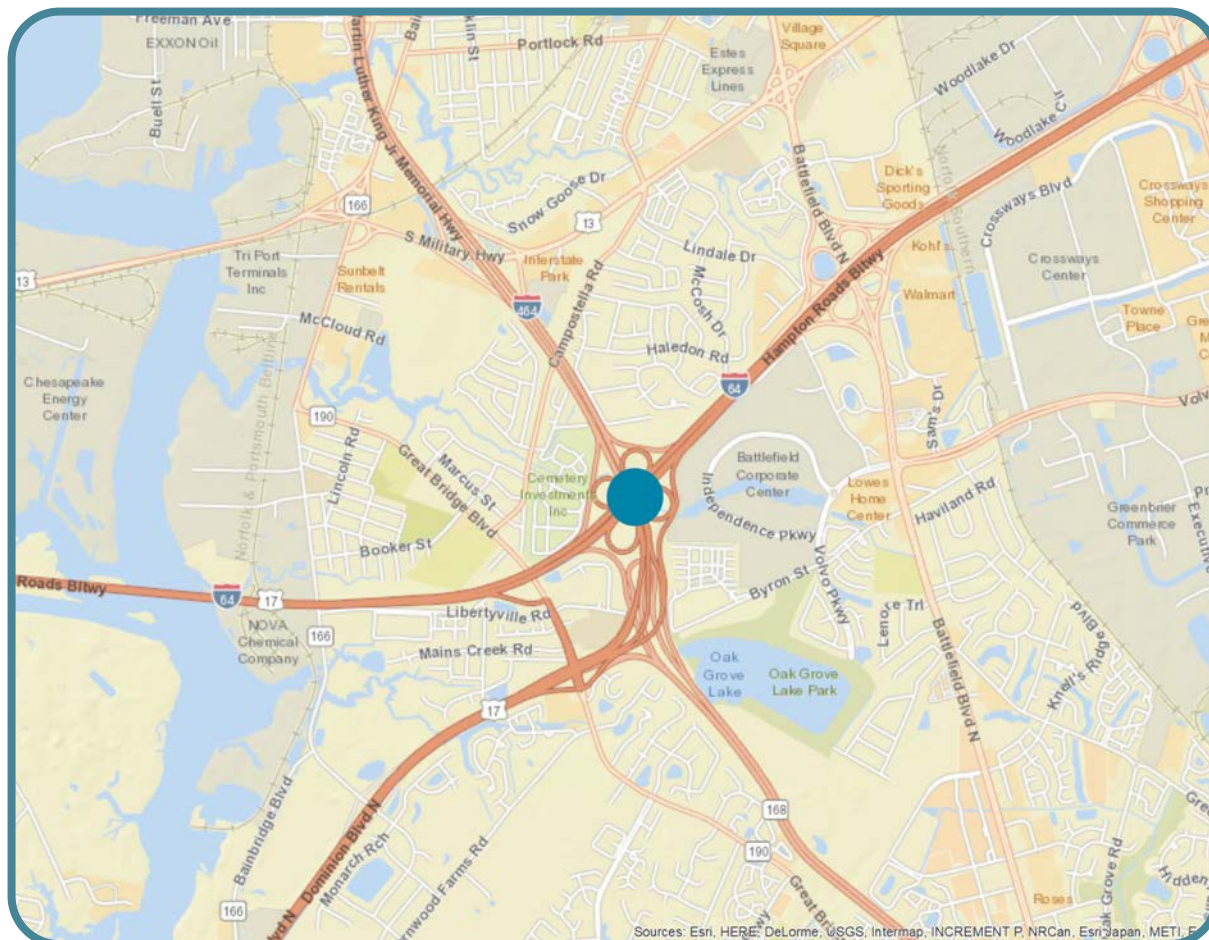 Freeman Ave
EXXON Oil
Buell St
Martin Luther King Jr Memorial Hwy
Portlock Rd
Estes
Express
Lines
Village
Square
Woodlake Dr
Woodlake Cir
Battlefield Blvd N
Dick's
Sporting
Goods
Norfolk Southern
Crossways Blvd
Crossways
Shopping
Center
Snow Goose Dr
13
166
S Military Hwy
Interstate
Park
Lindale Dr
Kohl's
Tri Port
Terminals
Inc
Sunbelt
Rentals
13
464
Campostella Rd
McCosh Dr
Hampton Roads Bltwy
Walmart
Crossways
Center
Towne
Place
McCloud Rd
Haledon Rd
64
Chesapeake
Energy
Center
Norfolk & Portsmouth Beltline
190
Lincoln Rd
Great Bridge Blvd
Marcus St
Cemetery
Investments
Inc
Independence Pkwy
Battlefield
Corporate
Center
Sam's Dr
Lowes
Home
Center
Haviland Rd
Greenbrier
Commerce
Park
Booker St
Roads Bltwy
64
17
NOVA
Chemical
Company
166
Libertyville Rd
Mains Creek Rd
Byron St
Volvo Pkwy
Battlefield Blvd N
Knell's Ridge Blvd
Oak
Grove
Lake
Oak Grove
Lake Park
17
168
190
Bainbridge Blvd
Dominion Blvd N
Monarch Rch
166
Roses
Oak Grove Rd
Sources: Esri, HERE, DeLorme, USGS, Intermap, INCREMENT P, NRCan, Esri Japan, METI, E